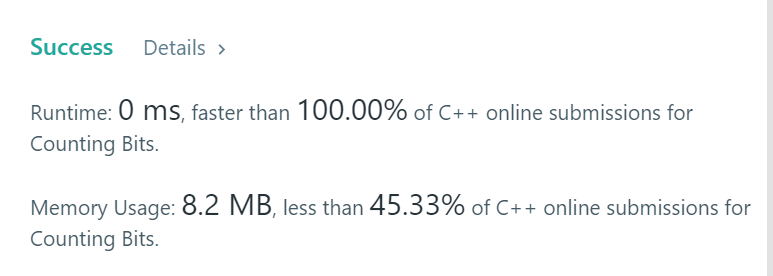 Success Details >
Runtime: 0 ms, faster than 100.00% of C++ online submissions for
Counting Bits.
Memory Usage: 8.2 MB, less than 45.33% of C++ online submissions for
Counting Bits.